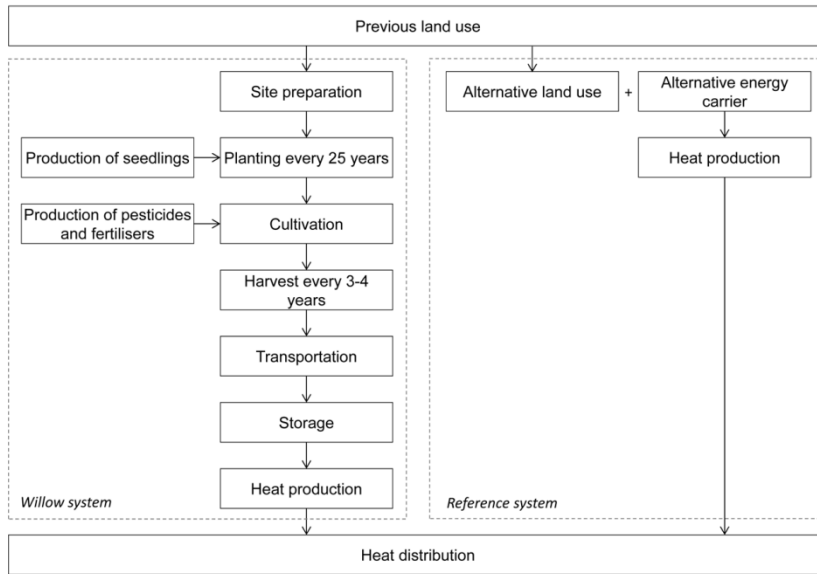 Previous land use
Site preparation
Production of seedlings
Planting every 25 years
Production of pesticides
and fertilisers
Cultivation
Harvest every 3-4
years
Transportation
Storage
Heat production
Willow system
Alternative land use
+
Alternative energy
carrier
Heat production
Reference system
Heat distribution